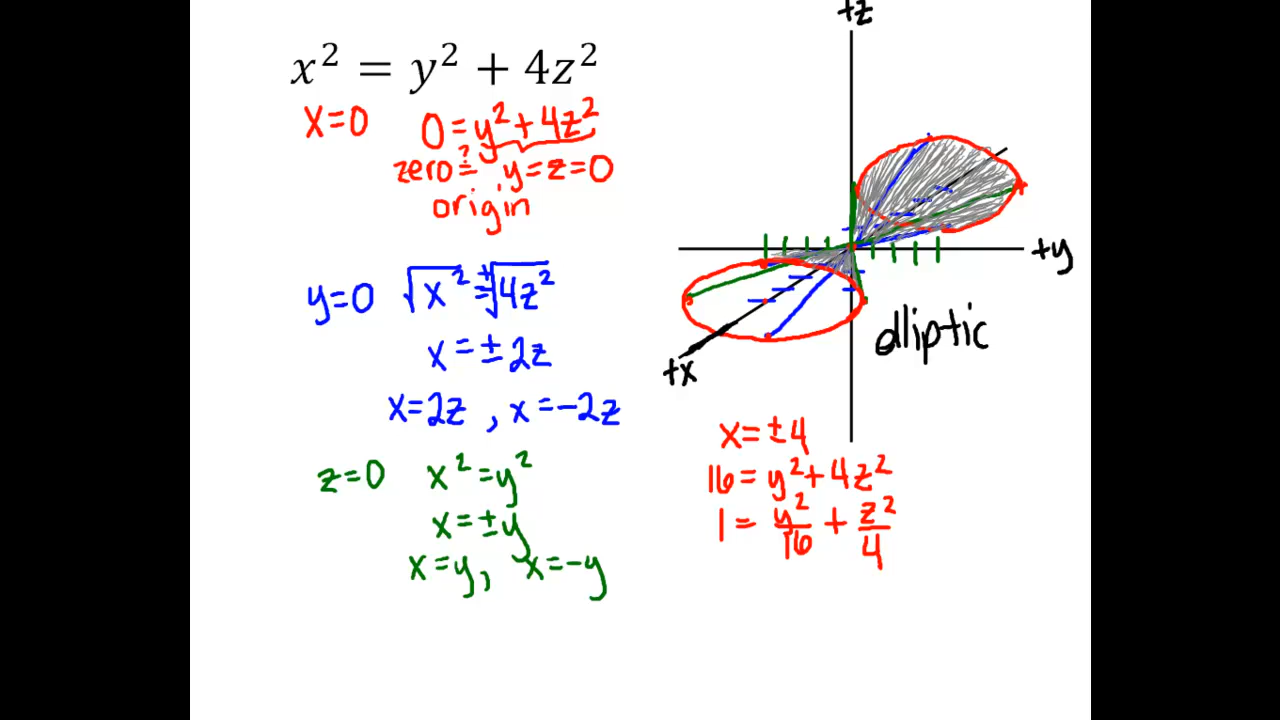 x² = y² + 4z²
x=0 0 = y² + 4z²
zero =? y=z=0
origin
y=0 √x² = ±√4z²
x = ± 2z
x=2z , x=-2z
z=0 x² = y²
x = ± y
x=y, x=-y
+z
+y
+x
elliptic
x = ± 4
16 = y² + 4z²
1 = y²/16 + z²/4